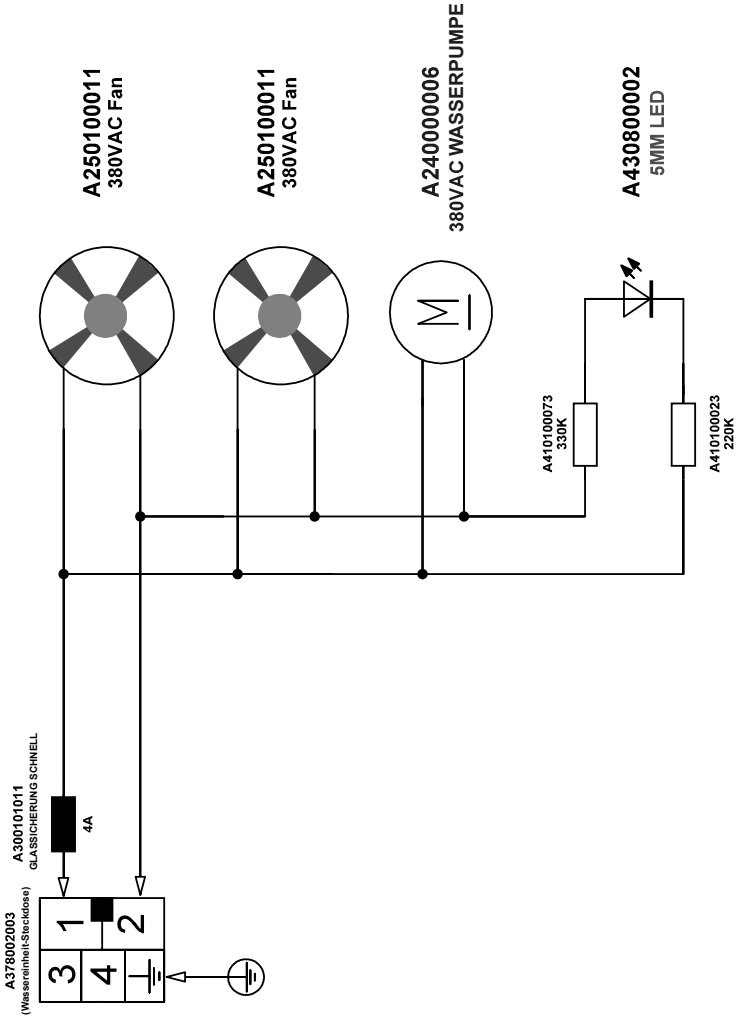 A250100011
380VAC Fan
A250100011
380VAC Fan
A240000006
380VAC WASSERPUMPE
A430800002
5MM LED
M
A410100073
330K
A410100023
220K
A300101011
GLASSICHERUNG SCHNELL
4A
A378002003
(Wassereinheit-Steckdose)
1
2
3
4